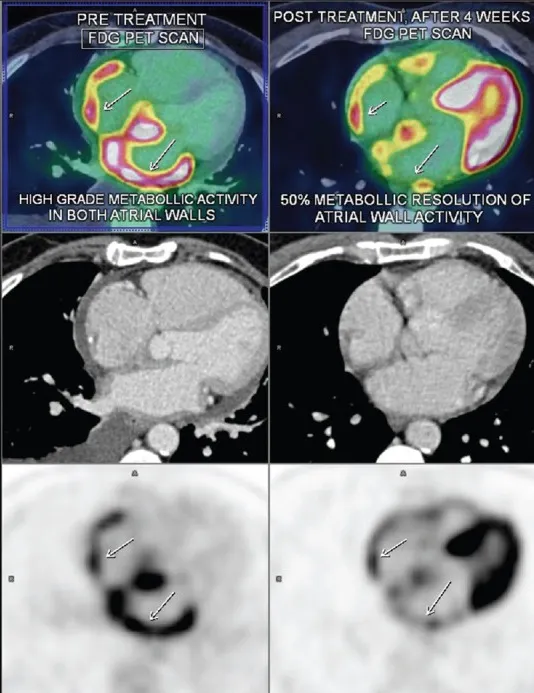 PRE TREATMENT
FDG PET SCAN
HIGH GRADE METABOLLIC ACTIVITY
IN BOTH ATRIAL WALLS
POST TREATMENT, AFTER 4 WEEKS
FDG PET SCAN
50% METABOLLIC RESOLUTION OF
ATRIAL WALL ACTIVITY